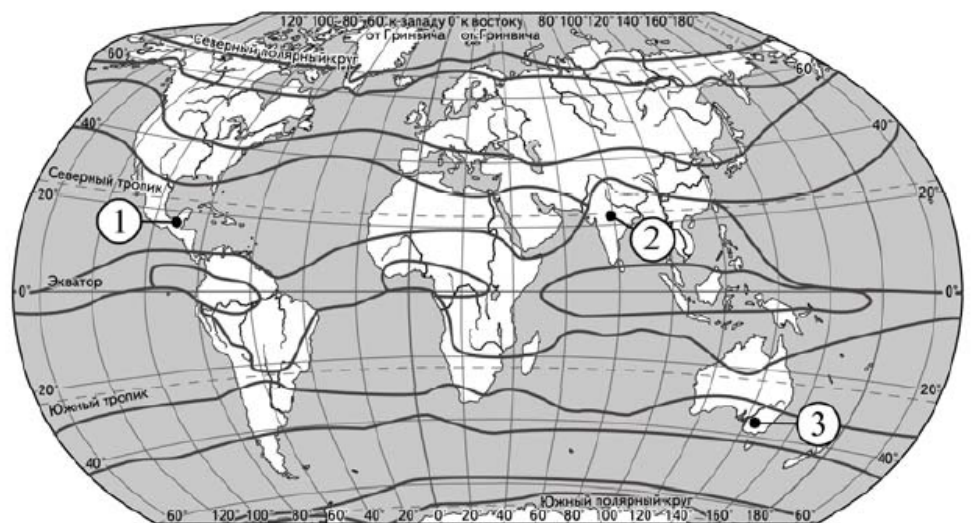 120°100°80°60°к западу 0°к востоку 80°100°120°140°160°180°
от Гринвича от Гринвича
Северный полярный круг
60°
60°
40°
40°
Северный тропик
20°
20°
1
2
Экватор
0°
0°
20°
20°
Южный тропик
3
40°
40°
Южный полярный круг
60° 120°100°80° 60° 40° 20° 0° 20° 40° 60° 80°100°120°140°160°180° 60°